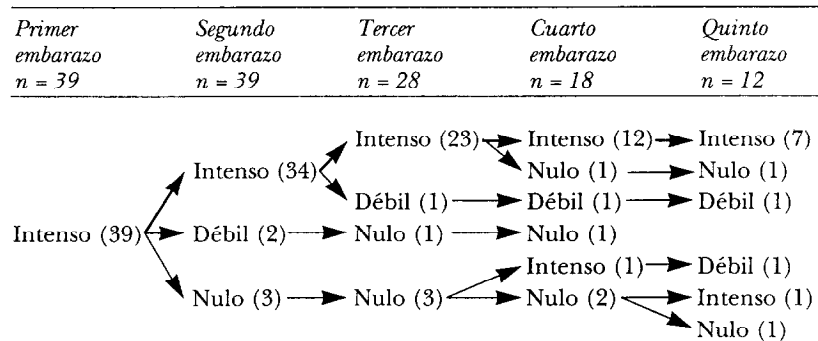 Primer Segundo Tercer Cuarto Quinto
embarazo embarazo embarazo embarazo embarazo
n = 39 n = 39 n = 28 n = 18 n = 12
Intenso (23) Intenso (12) Intenso (7)
Intenso (34) Nulo (1) Nulo (1)
Débil (1) Débil (1) Débil (1)
Intenso (39) Débil (2) Nulo (1) Nulo (1)
Intenso (1) Débil (1)
Nulo (3) Nulo (3) Nulo (2) Intenso (1)
Nulo (1)